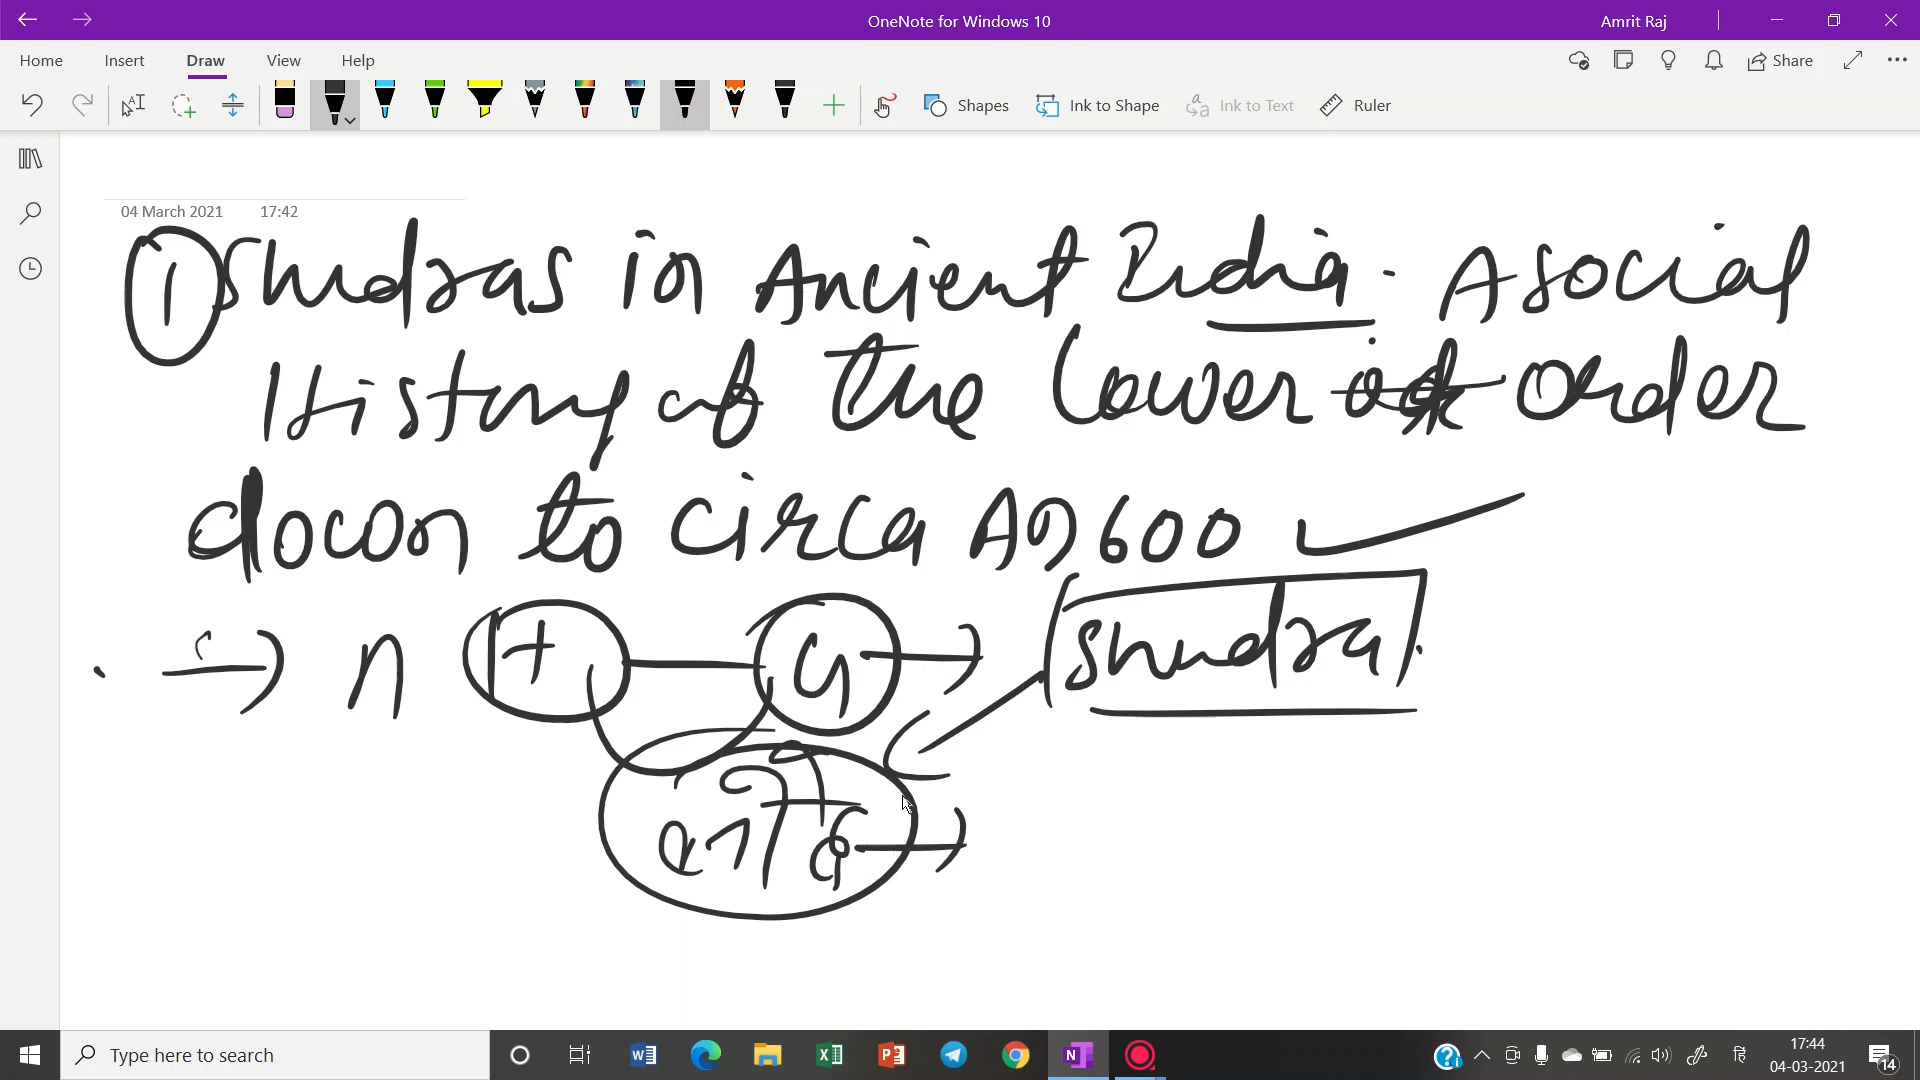 OneNote for Windows 10
Amrit Raj
Home Insert Draw View Help
Share
Shapes Ink to Shape Ink to Text Ruler
04 March 2021 17:42
① Shudras in Ancient India. A social
History of the lower order
down to circa AD 600
Shudra
Type here to search
हिं
17:44
04-03-2021
14